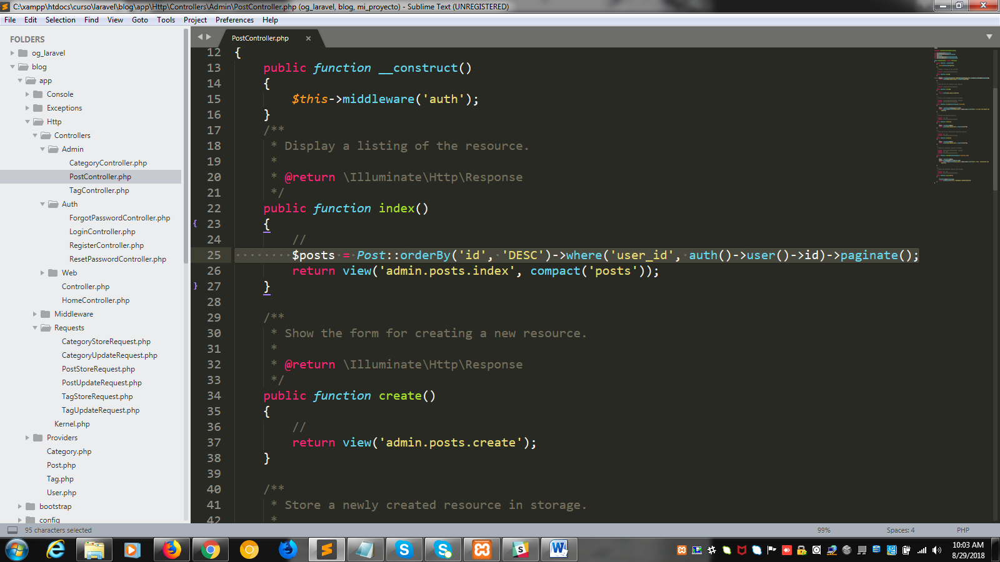 C:\xampp\htdocs\curso\laravel\blog\app\Http\Controllers\Admin\PostController.php (og_laravel, blog, mi_proyecto) - Sublime Text (UNREGISTERED)
File Edit Selection Find View Goto Tools Project Preferences Help
FOLDERS
og_laravel
blog
app
Console
Exceptions
Http
Controllers
Admin
CategoryController.php
PostController.php
TagController.php
Auth
ForgotPasswordController.php
LoginController.php
RegisterController.php
ResetPasswordController.php
Web
Controller.php
HomeController.php
Middleware
Requests
CategoryStoreRequest.php
CategoryUpdateRequest.php
PostStoreRequest.php
PostUpdateRequest.php
TagStoreRequest.php
TagUpdateRequest.php
Kernel.php
Providers
Category.php
Post.php
Tag.php
User.php
bootstrap
config
PostController.php
12 {
13 public function __construct()
14 {
15 $this->middleware('auth');
16 }
17 /**
18 * Display a listing of the resource.
19 *
20 * @return \Illuminate\Http\Response
21 */
22 public function index()
23 {
24 //
25 $posts = Post::orderBy('id', 'DESC')->where('user_id', auth()->user()->id)->paginate();
26 return view('admin.posts.index', compact('posts'));
27 }
28
29 /**
30 * Show the form for creating a new resource.
31 *
32 * @return \Illuminate\Http\Response
33 */
34 public function create()
35 {
36 //
37 return view('admin.posts.create');
38 }
39
40 /**
41 * Store a newly created resource in storage.
42 *
95 characters selected
99% Spaces: 4 PHP
10:03 AM
8/29/2018